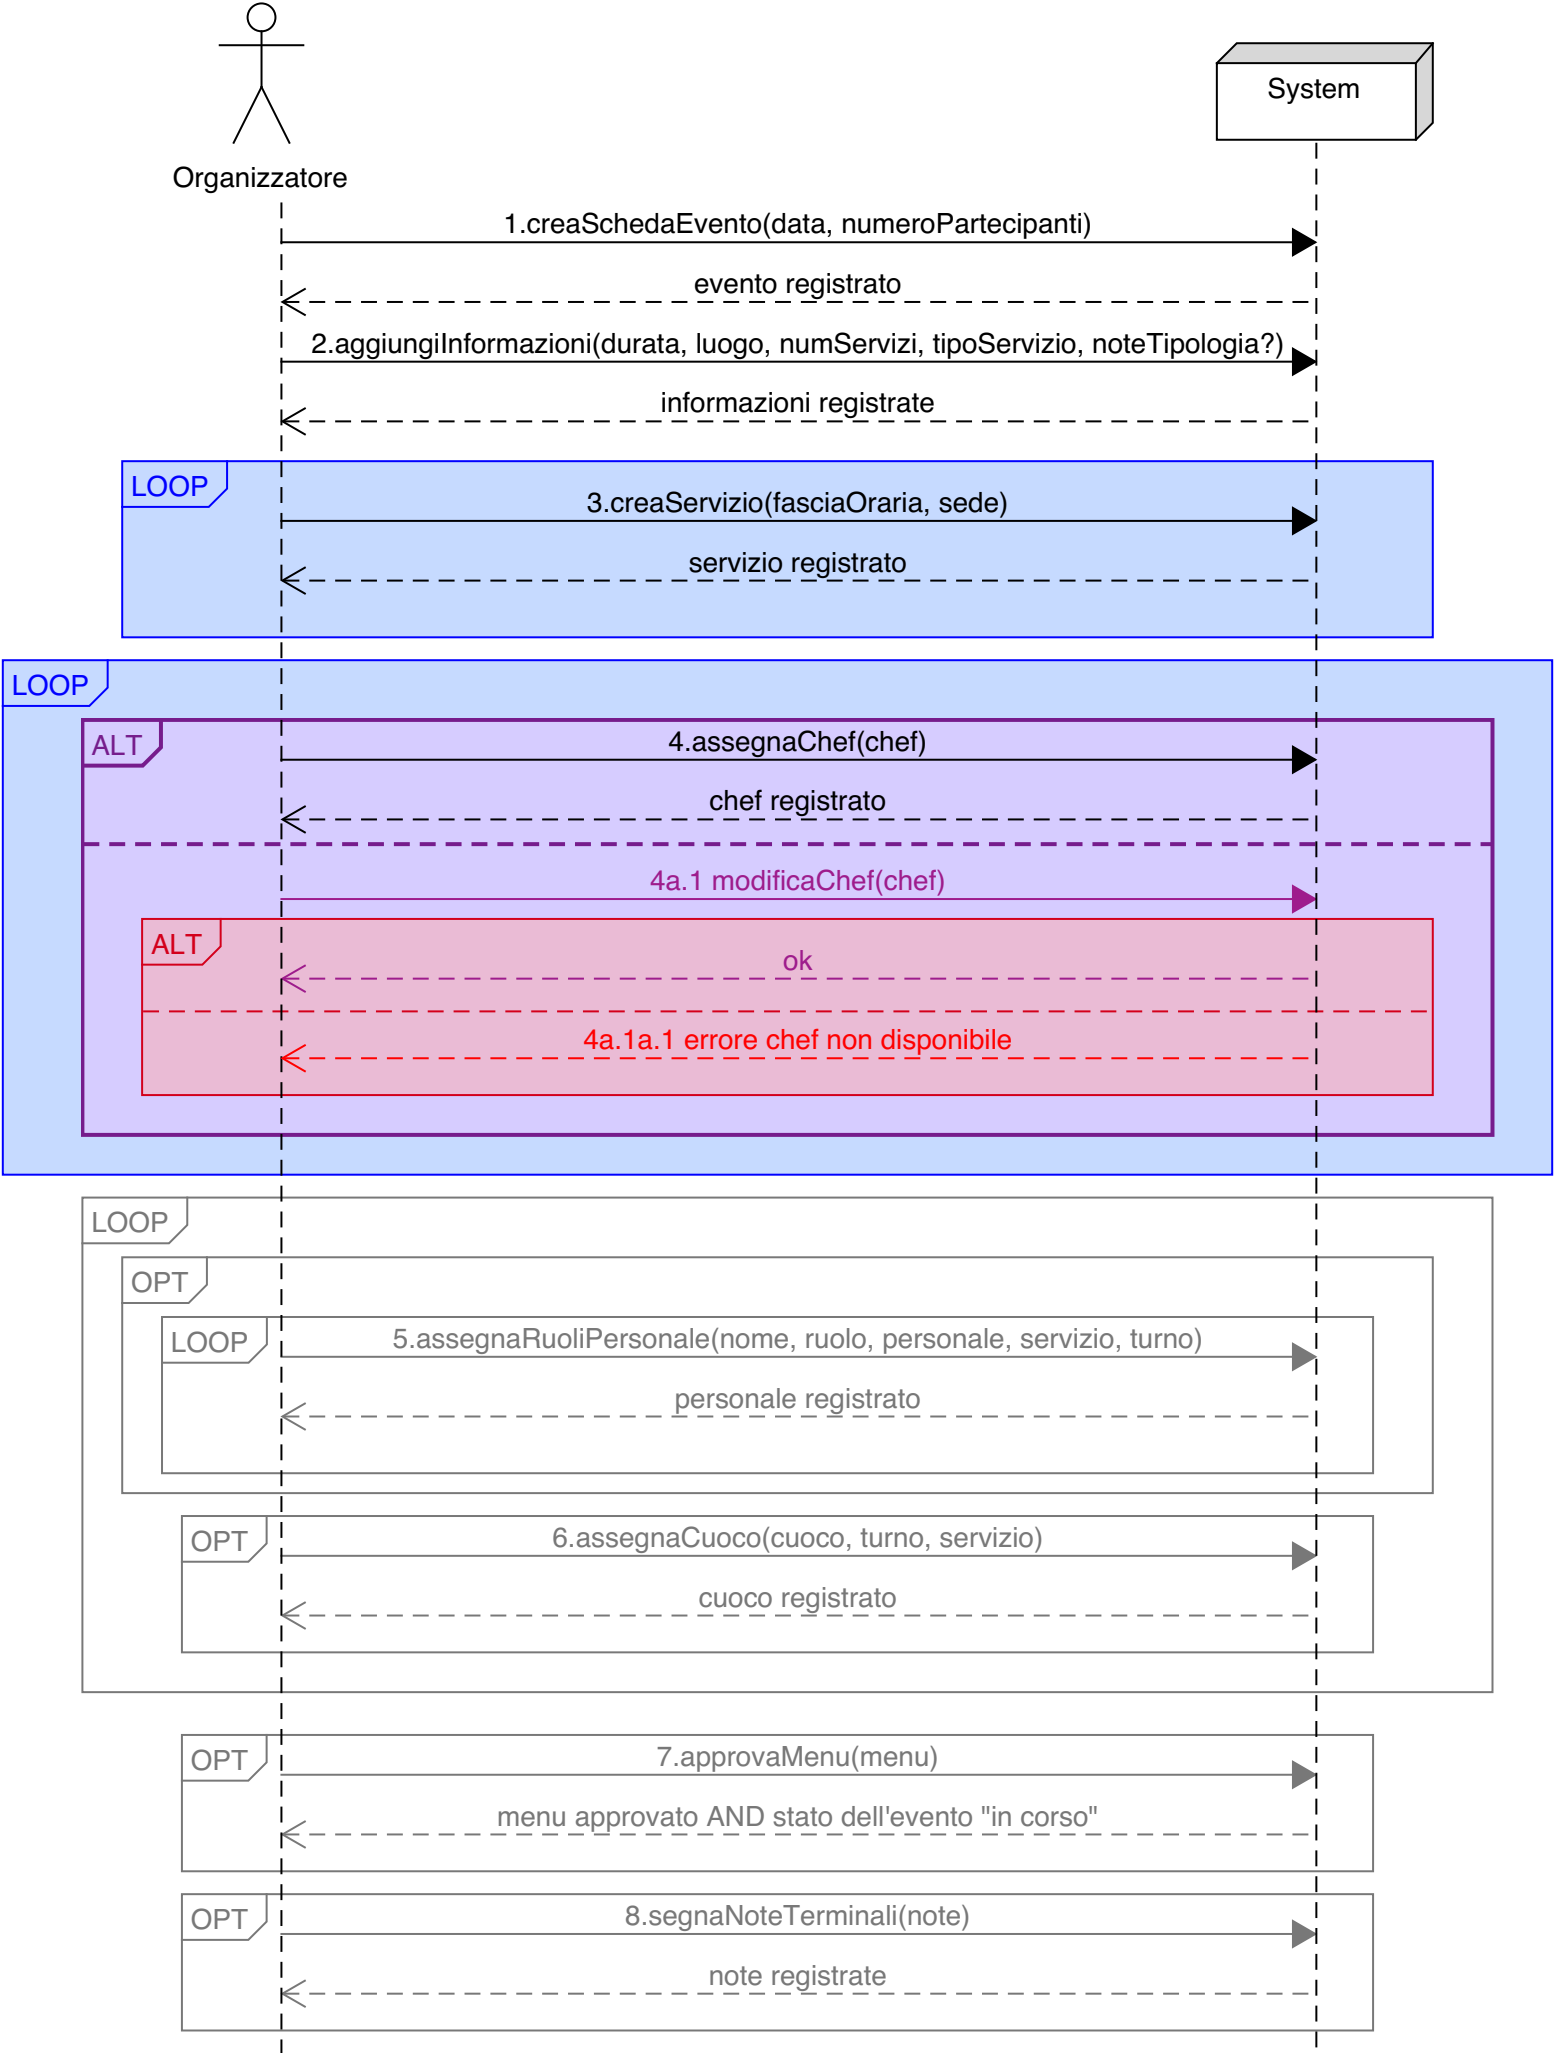 System
Organizzatore
1.creaSchedaEvento(data, numeroPartecipanti)
evento registrato
2.aggiungiInformazioni(durata, luogo, numServizi, tipoServizio, noteTipologia?)
informazioni registrate
LOOP
3.creaServizio(fasciaOraria, sede)
servizio registrato
LOOP
ALT
4.assegnaChef(chef)
chef registrato
4a.1 modificaChef(chef)
ALT
ok
4a.1a.1 errore chef non disponibile
LOOP
OPT
LOOP
5.assegnaRuoliPersonale(nome, ruolo, personale, servizio, turno)
personale registrato
OPT
6.assegnaCuoco(cuoco, turno, servizio)
cuoco registrato
OPT
7.approvaMenu(menu)
menu approvato AND stato dell'evento "in corso"
OPT
8.segnaNoteTerminali(note)
note registrate